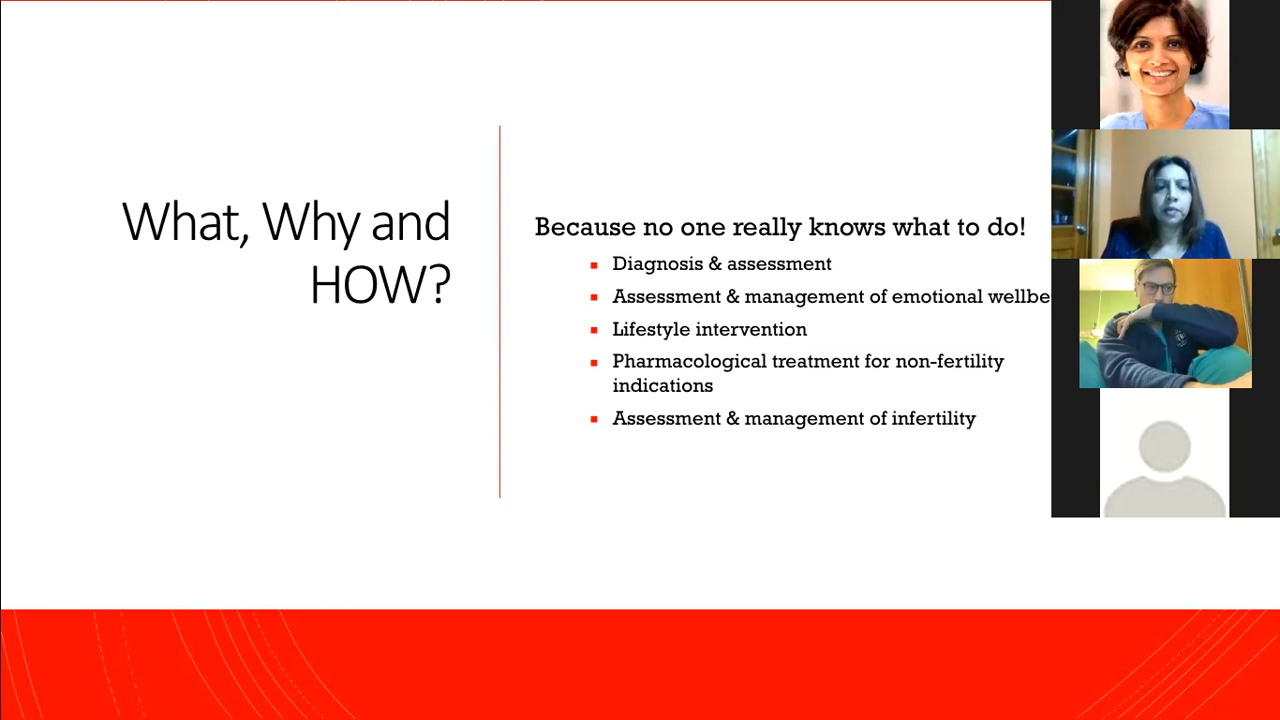 What, Why and
HOW?
Because no one really knows what to do!
Diagnosis & assessment
Assessment & management of emotional wellbe
Lifestyle intervention
Pharmacological treatment for non-fertility
indications
Assessment & management of infertility